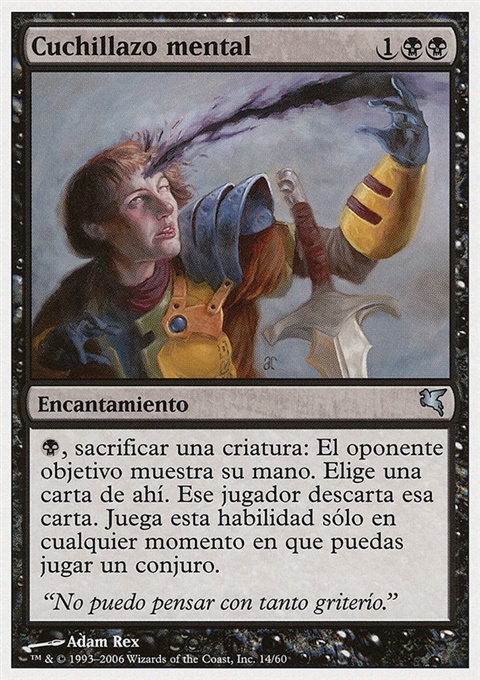 Cuchillazo mental 1
Encantamiento
, sacrificar una criatura: El oponente
objetivo muestra su mano. Elige una
carta de ahí. Ese jugador descarta esa
carta. Juega esta habilidad sólo en
cualquier momento en que puedas
jugar un conjuro.
“No puedo pensar con tanto griterío.”
Adam Rex
™ & © 1993–2006 Wizards of the Coast, Inc. 14/60